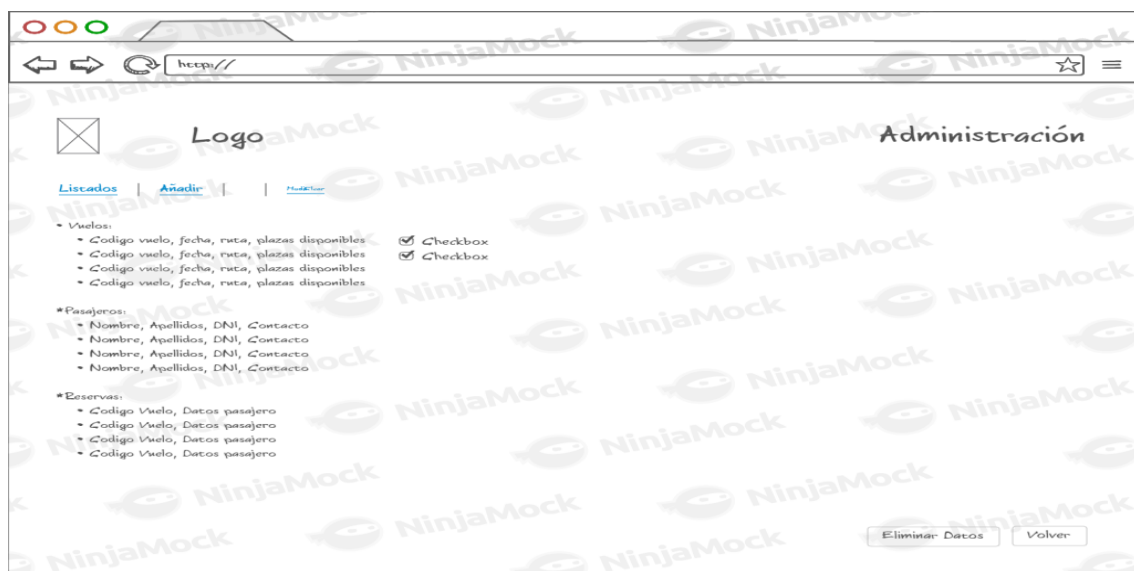 http://
Logo
Administración
Listados | Añadir | | Modificar
• Vuelos:
• Codigo vuelo, fecha, ruta, plazas disponibles
Checkbox
• Codigo vuelo, fecha, ruta, plazas disponibles
Checkbox
• Codigo vuelo, fecha, ruta, plazas disponibles
• Codigo vuelo, fecha, ruta, plazas disponibles
*Pasajeros:
• Nombre, Apellidos, DNI, Contacto
• Nombre, Apellidos, DNI, Contacto
• Nombre, Apellidos, DNI, Contacto
• Nombre, Apellidos, DNI, Contacto
*Reservas:
• Codigo Vuelo, Datos pasajero
• Codigo Vuelo, Datos pasajero
• Codigo Vuelo, Datos pasajero
• Codigo Vuelo, Datos pasajero
Eliminar Datos
Volver
NinjaMock